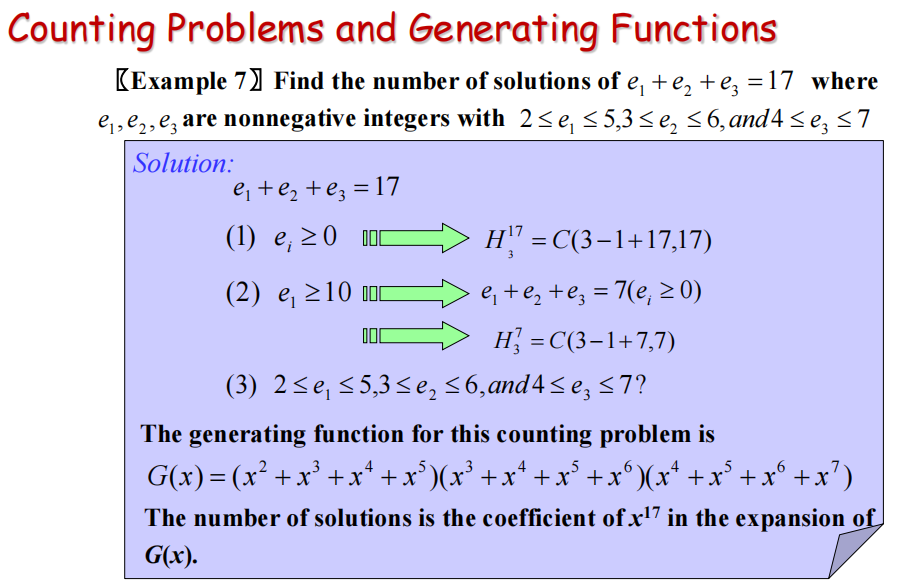 Counting Problems and Generating Functions
〖Example 7〗 Find the number of solutions of e₁ + e₂ + e₃ = 17 where
e₁, e₂, e₃ are nonnegative integers with 2 ≤ e₁ ≤ 5,3 ≤ e₂ ≤ 6, and 4 ≤ e₃ ≤ 7
Solution:
e₁ + e₂ + e₃ = 17
(1) eᵢ ≥ 0 H₃¹⁷ = C(3−1+17,17)
(2) e₁ ≥ 10 e₁ + e₂ + e₃ = 7(eᵢ ≥ 0)
H₃⁷ = C(3−1+7,7)
(3) 2 ≤ e₁ ≤ 5,3 ≤ e₂ ≤ 6, and 4 ≤ e₃ ≤ 7?
The generating function for this counting problem is
G(x) = (x² + x³ + x⁴ + x⁵)(x³ + x⁴ + x⁵ + x⁶)(x⁴ + x⁵ + x⁶ + x⁷)
The number of solutions is the coefficient of x¹⁷ in the expansion of
G(x).